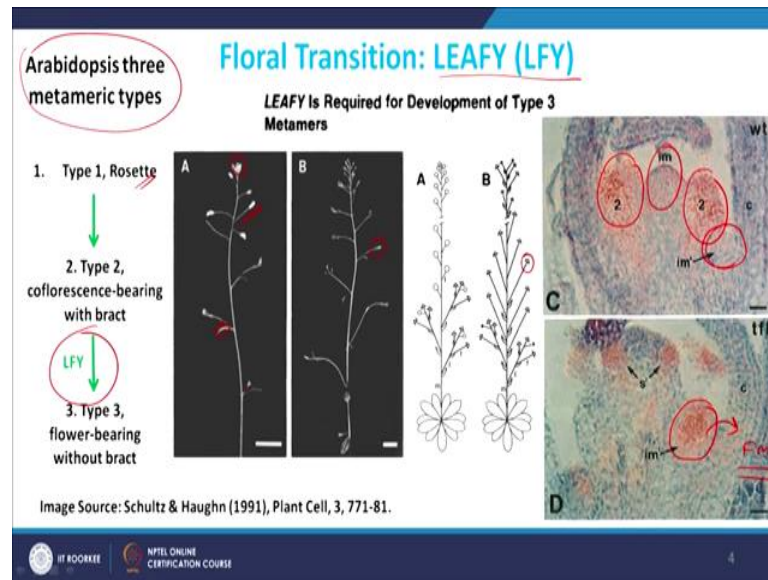 Arabidopsis three
metameric types
Floral Transition: LEAFY (LFY)
LEAFY Is Required for Development of Type 3
Metamers
1. Type 1, Rosette
2. Type 2,
coflorescence-bearing
with bract
LFY
3. Type 3,
flower-bearing
without bract
A
B
A
B
wt
im
2
2
c
im'
C
tfl
s'
c
im'
Fm
D
Image Source: Schultz & Haughn (1991), Plant Cell, 3, 771-81.
IIT ROORKEE
NPTEL ONLINE
CERTIFICATION COURSE
4